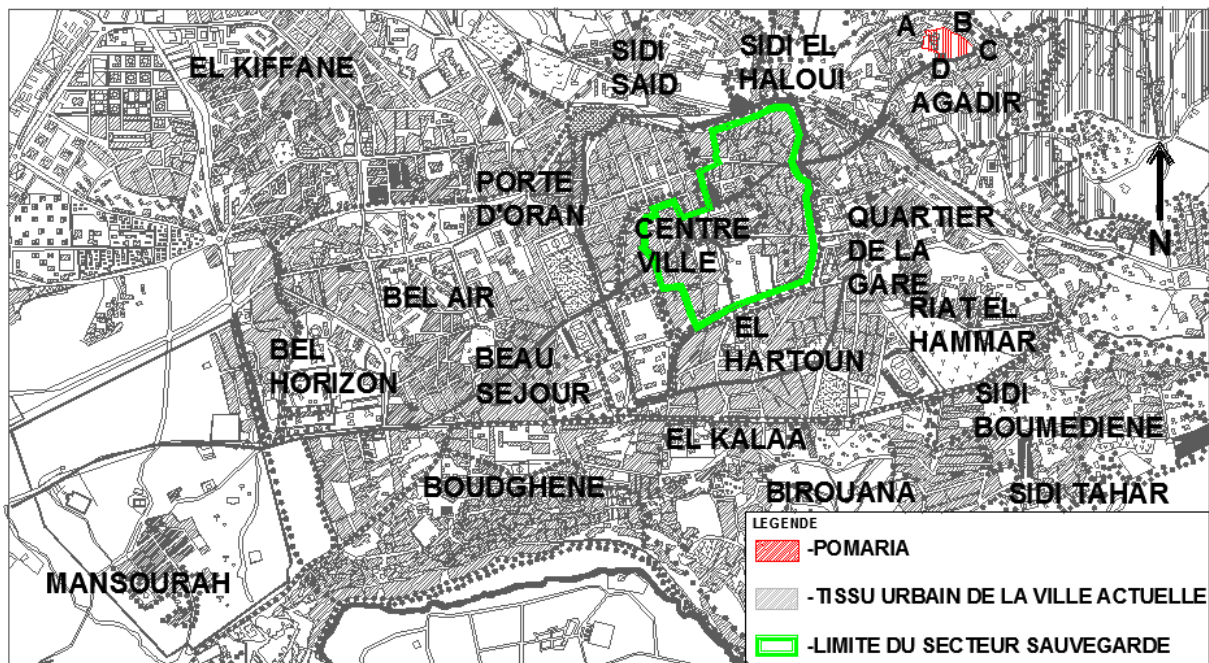 EL KIFFANE
SIDI
SAID
SIDI EL
HALOUI
A
B
C
D
AGADIR
PORTE
D'ORAN
CENTRE
VILLE
QUARTIER
DE LA
GARE
N
BEL AIR
RIAT EL
HAMMAR
BEL
HORIZON
BEAU
SEJOUR
EL
HARTOUN
SIDI
BOUMEDIENE
EL KALAA
BOUDGHENE
BIROUANA
SIDI TAHAR
MANSOURAH
LEGENDE
-POMARIA
-TISSU URBAIN DE LA VILLE ACTUELLE
-LIMITE DU SECTEUR SAUVEGARDE